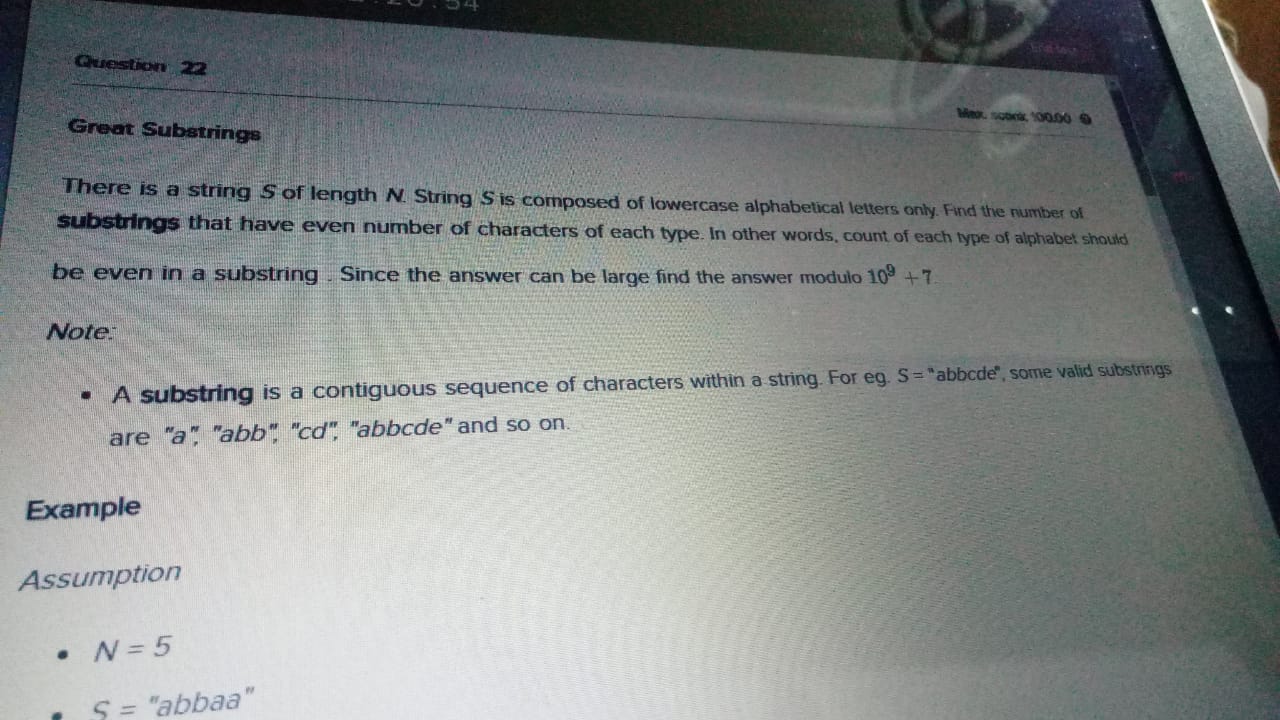 Question 22
Max. score: 100.00
Great Substrings
There is a string S of length N. String S is composed of lowercase alphabetical letters only. Find the number of
substrings that have even number of characters of each type. In other words, count of each type of alphabet should
be even in a substring . Since the answer can be large find the answer modulo 10⁹ +7.
Note:
• A substring is a contiguous sequence of characters within a string. For eg. S = "abbcde", some valid substrings
are "a", "abb", "cd", "abbcde" and so on.
Example
Assumption
• N = 5
• S = "abbaa"